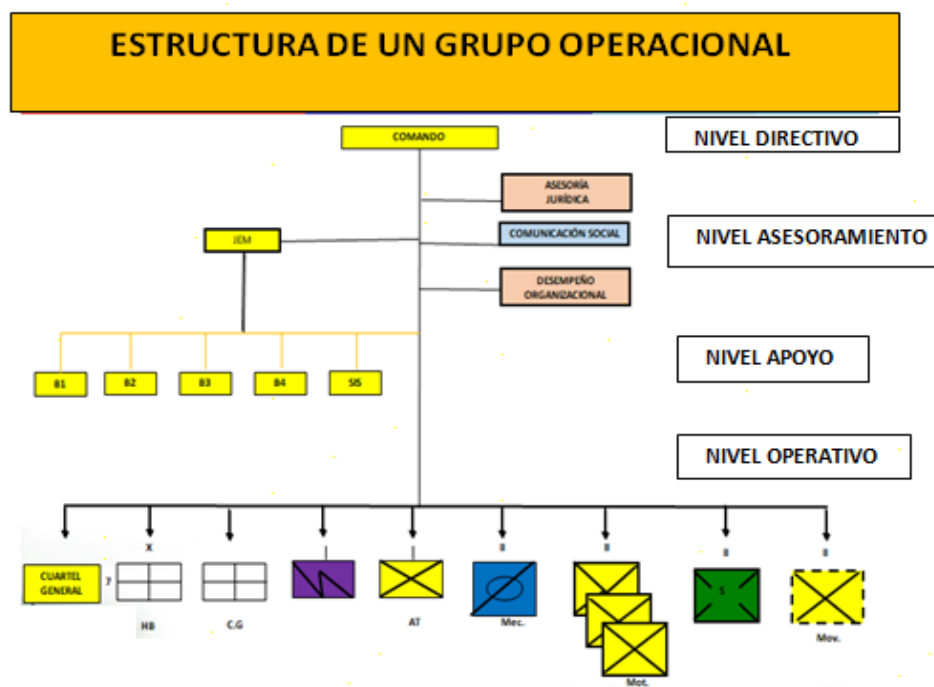 ESTRUCTURA DE UN GRUPO OPERACIONAL
COMANDO
NIVEL DIRECTIVO
ASESORÍA
JURÍDICA
JEM
COMUNICACIÓN SOCIAL
NIVEL ASESORAMIENTO
DESEMPEÑO
ORGANIZACIONAL
NIVEL APOYO
B1
B2
B3
B4
SIS
NIVEL OPERATIVO
X
II
II
II
II
CUARTEL
GENERAL
7
S
HB
C.G
AT
Mec.
Mot.
Mov.